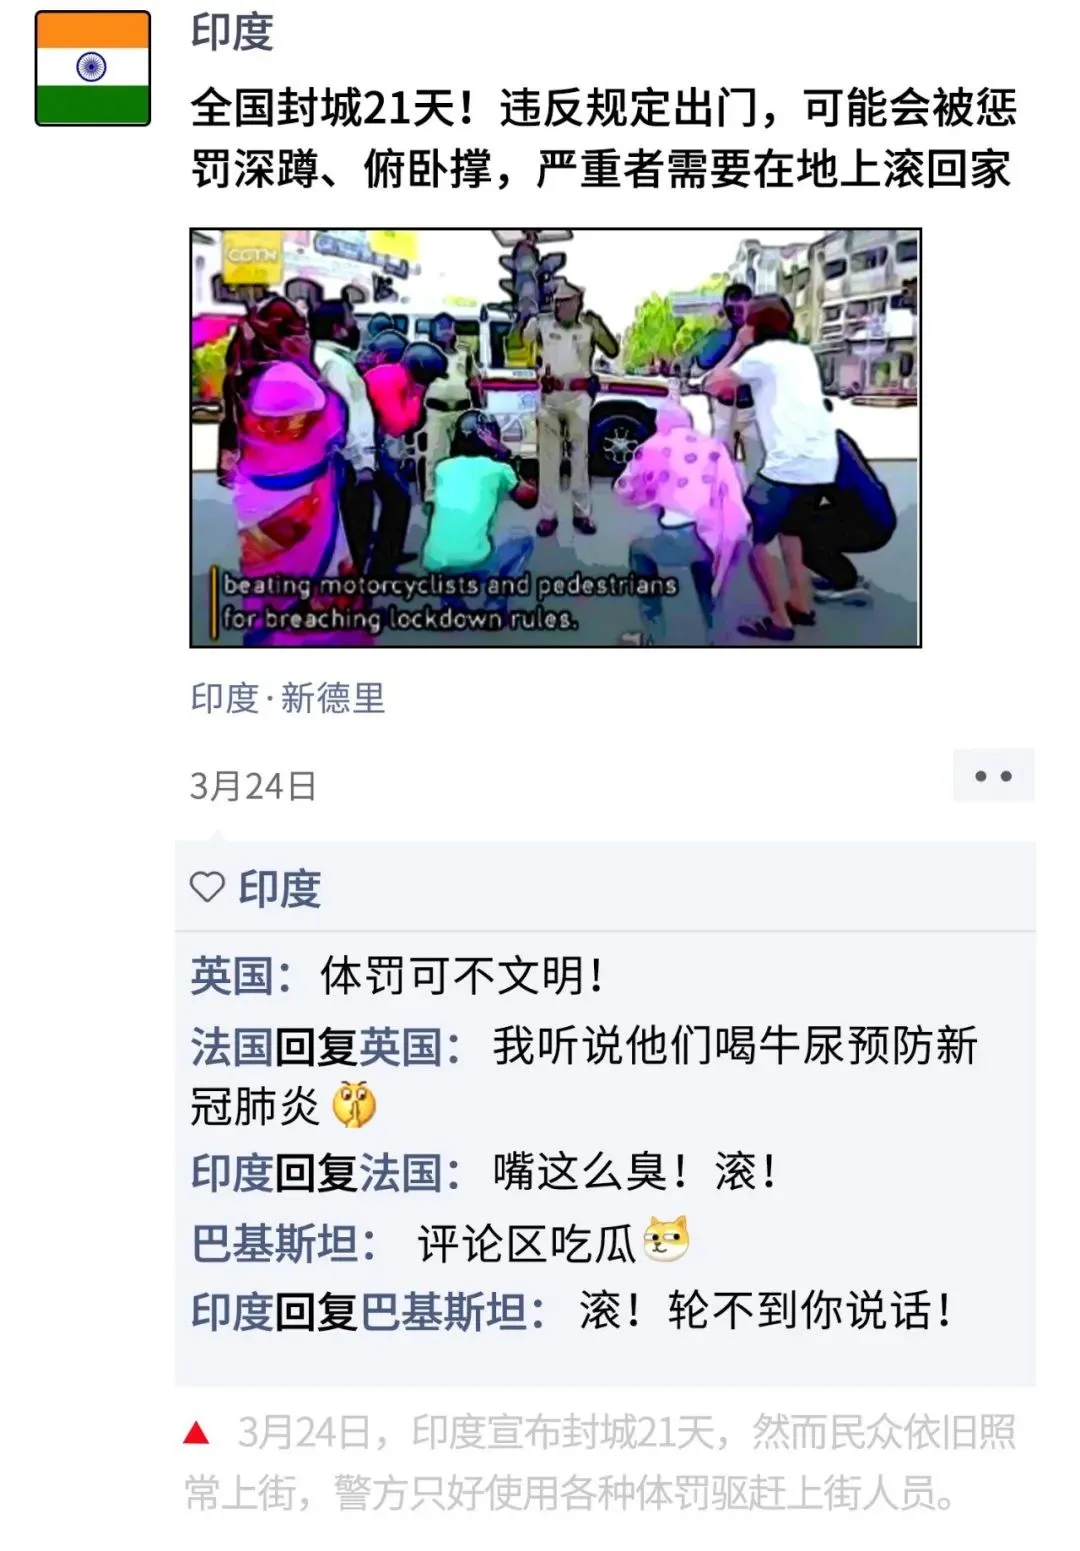 印度
全国封城21天！违反规定出门，可能会被惩
罚深蹲、俯卧撑，严重者需要在地上滚回家
CGTN
beating motorcyclists and pedestrians
for breaching lockdown rules.
印度·新德里
3月24日
印度
英国：体罚可不文明！
法国回复英国：我听说他们喝牛尿预防新
冠肺炎
印度回复法国：嘴这么臭！滚！
巴基斯坦：评论区吃瓜
印度回复巴基斯坦：滚！轮不到你说话！
3月24日，印度宣布封城21天，然而民众依旧照
常上街，警方只好使用各种体罚驱赶上街人员。